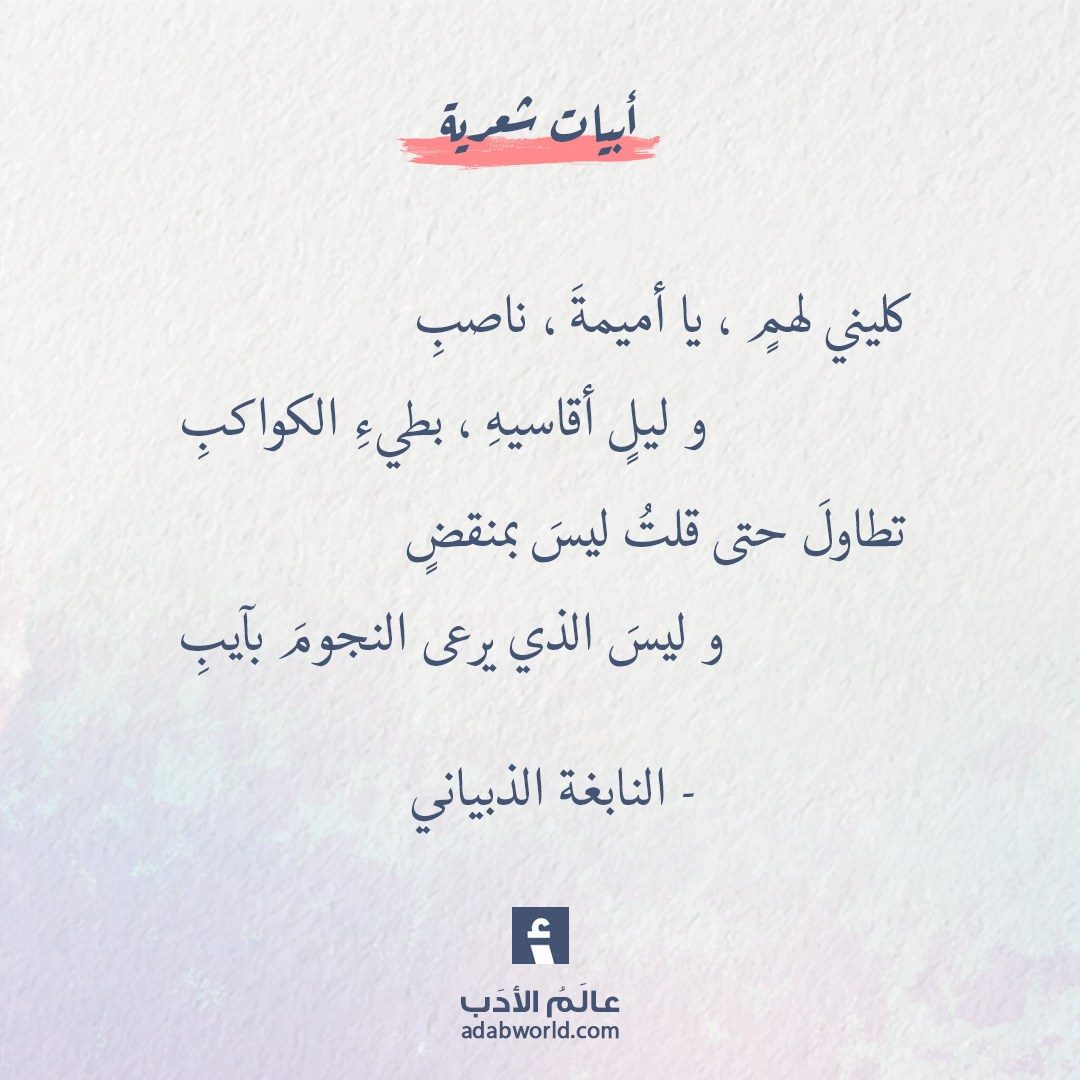 أبيات شعرية
كليني لهمٍ ، يا أميمةَ ، ناصبِ
و ليلٍ أقاسيهِ ، بطيءِ الكواكبِ
تطاولَ حتى قلتُ ليسَ بمنقضٍ
و ليسَ الذي يرعى النجومَ بآيبِ
- النابغة الذبياني
أ
عالَمُ الأدَب
adabworld.com